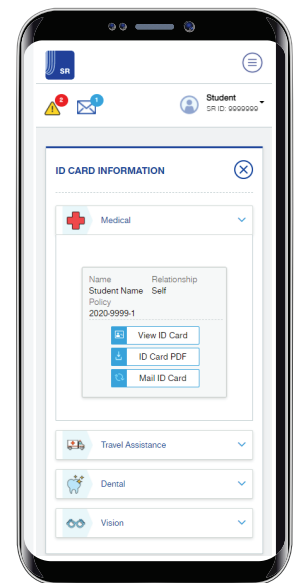 SR
2
1
Student
SR ID: 9999999
ID CARD INFORMATION
Medical
Name Relationship
Student Name Self
Policy
2020-9999-1
View ID Card
ID Card PDF
Mail ID Card
Travel Assistance
Dental
Vision